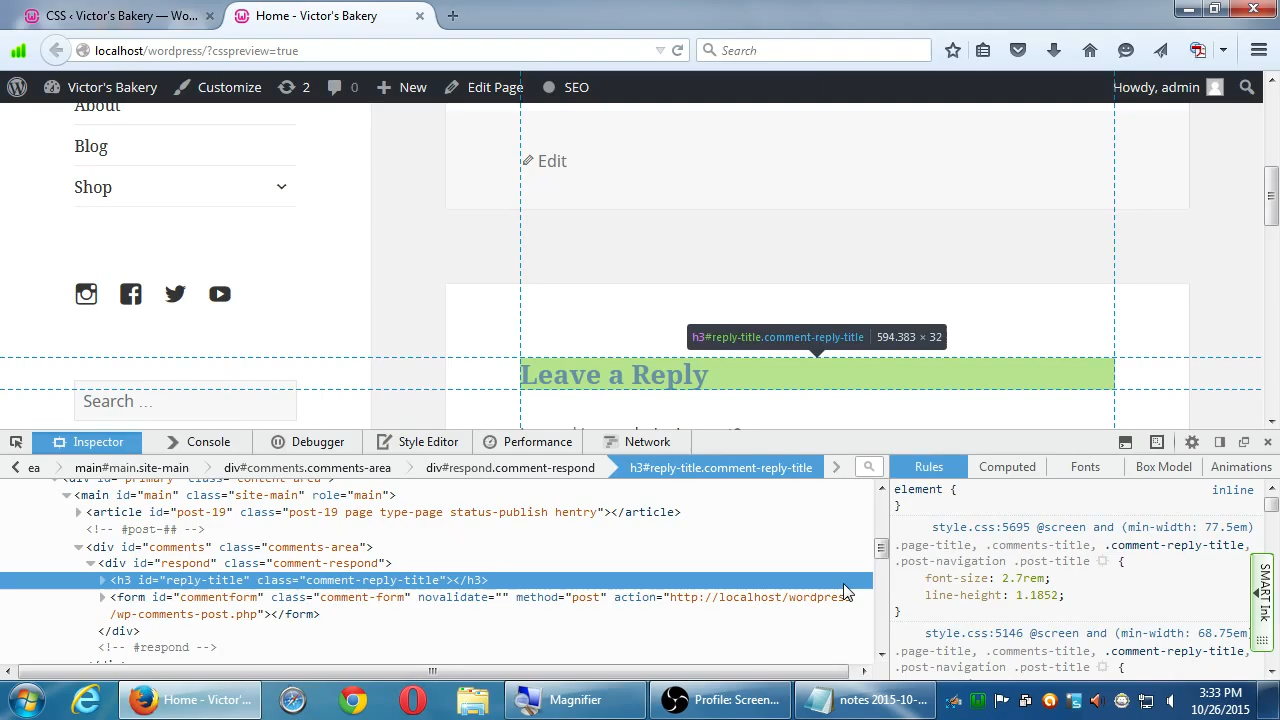 CSS ‹ Victor's Bakery — Wo...
Home - Victor's Bakery
localhost/wordpress/?csspreview=true
Search
Victor's Bakery
Customize
2
0
New
Edit Page
SEO
Howdy, admin
About
Blog
Shop
Edit
h3#reply-title.comment-reply-title
594.383 × 32
Leave a Reply
Search …
Inspector
Console
Debugger
Style Editor
Performance
Network
ea
main#main.site-main
div#comments.comments-area
div#respond.comment-respond
h3#reply-title.comment-reply-title
Rules
Computed
Fonts
Box Model
Animations
<main id="main" class="site-main" role="main">
<article id="post-19" class="post-19 page type-page status-publish hentry"></article>
<!-- #post-## -->
<div id="comments" class="comments-area">
<div id="respond" class="comment-respond">
<h3 id="reply-title" class="comment-reply-title"></h3>
<form id="commentform" class="comment-form" novalidate="" method="post" action="http://localhost/wordpress
/wp-comments-post.php"></form>
</div>
<!-- #respond -->
element {
inline
}
style.css:5695 @screen and (min-width: 77.5em)
.page-title, .comments-title, .comment-reply-title,
.post-navigation .post-title {
font-size: 2.7rem;
line-height: 1.1852;
}
style.css:5146 @screen and (min-width: 68.75em)
.page-title, .comments-title, .comment-reply-title,
.post-navigation .post-title {
SMART Ink
Home - Victor'...
Magnifier
Profile: Screen...
notes 2015-10-...
3:33 PM
10/26/2015